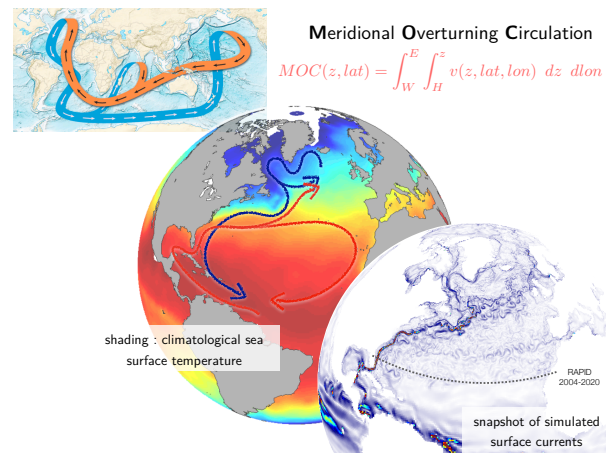 Meridional Overturning Circulation
MOC(z, lat) = ∫_W^E ∫_H^z v(z, lat, lon) dz dlon
shading : climatological sea
surface temperature
RAPID
2004-2020
snapshot of simulated
surface currents